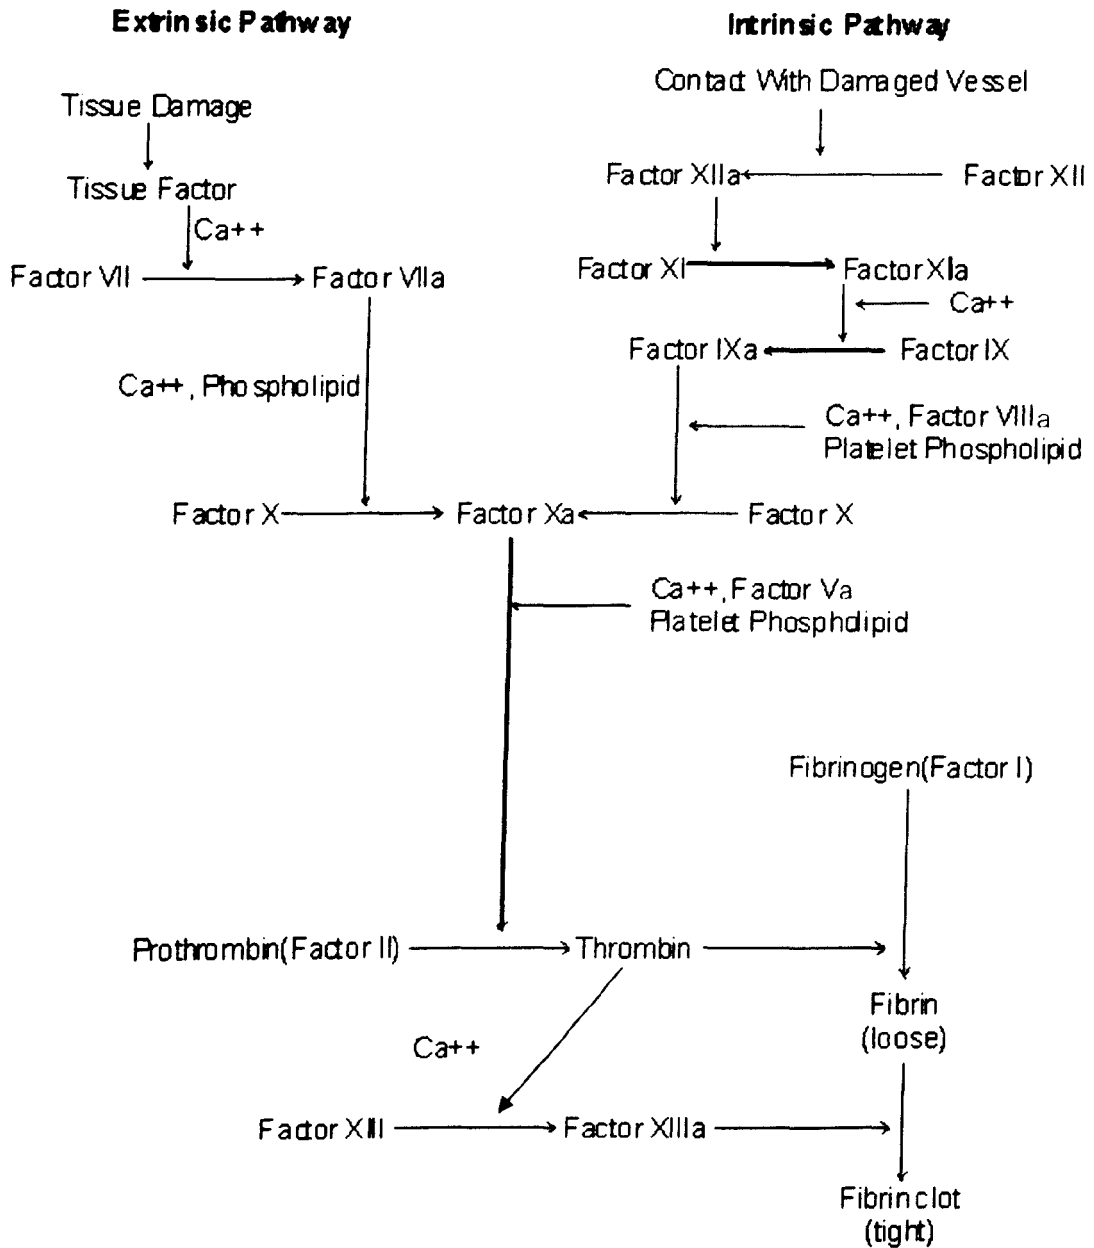 Extrinsic Pathway
Intrinsic Pathway
Contact With Damaged Vessel
Tissue Damage
Factor XIIa
Factor XII
Tissue Factor
Ca++
Factor VII
Factor VIIa
Factor XI
Factor XIa
Ca++
Factor IXa
Factor IX
Ca++, Phospholipid
Ca++, Factor VIIIa
Platelet Phospholipid
Factor X
Factor Xa
Factor X
Ca++, Factor Va
Platelet Phospholipid
Fibrinogen(Factor I)
Prothrombin(Factor II)
Thrombin
Fibrin
(loose)
Ca++
Factor XIII
Factor XIIIa
Fibrin clot
(tight)